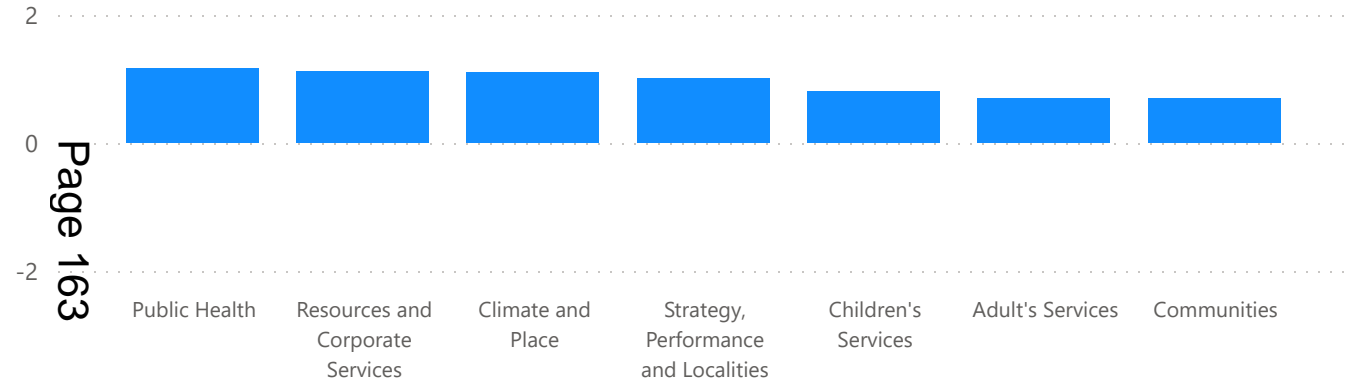 2
0
-2
Page 163
Public Health
Resources and
Corporate
Services
Climate and
Place
Strategy,
Performance
and Localities
Children's
Services
Adult's Services
Communities